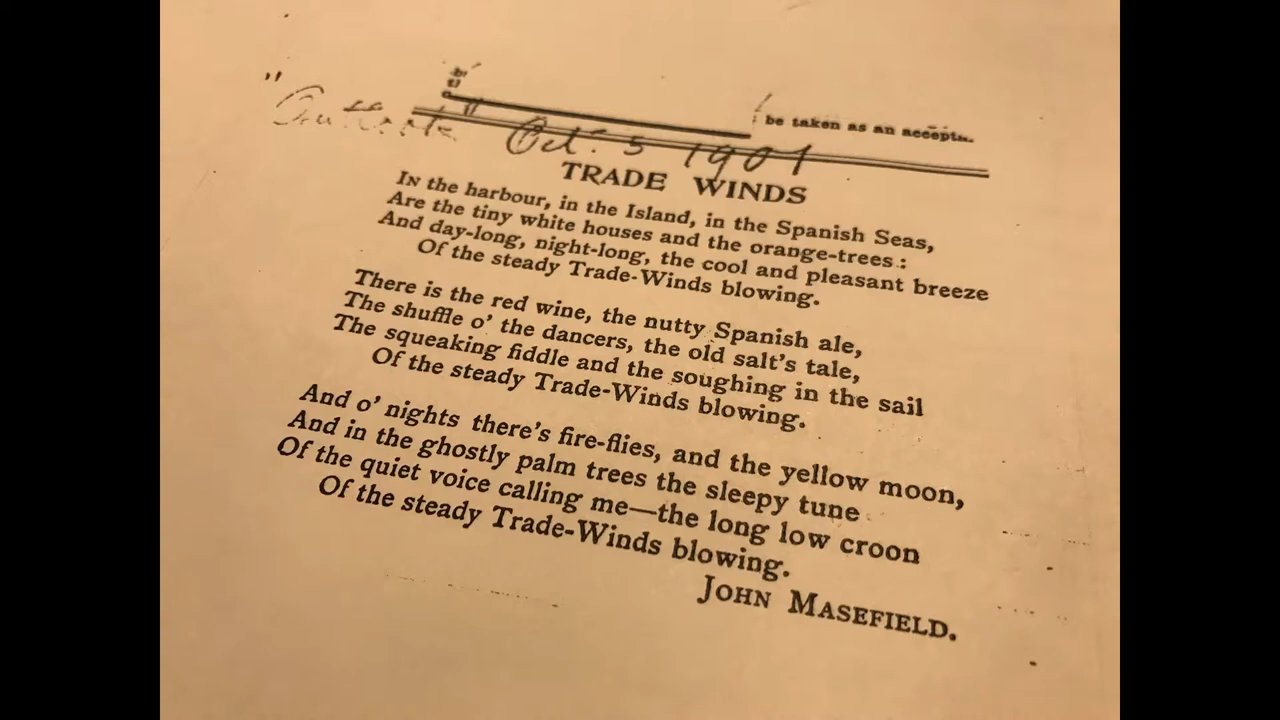 be taken as an
" Outlook " Oct. 5 1901
TRADE WINDS
IN the harbour, in the Island, in the Spanish Seas,
Are the tiny white houses and the orange-trees :
And day-long, night-long, the cool and pleasant breeze
Of the steady Trade-Winds blowing.
There is the red wine, the nutty Spanish ale,
The shuffle o' the dancers, the old salt's tale,
The squeaking fiddle and the soughing in the sail
Of the steady Trade-Winds blowing.
And o' nights there's fire-flies, and the yellow moon,
And in the ghostly palm trees the sleepy tune
Of the quiet voice calling me—the long low croon
Of the steady Trade-Winds blowing.
JOHN MASEFIELD.